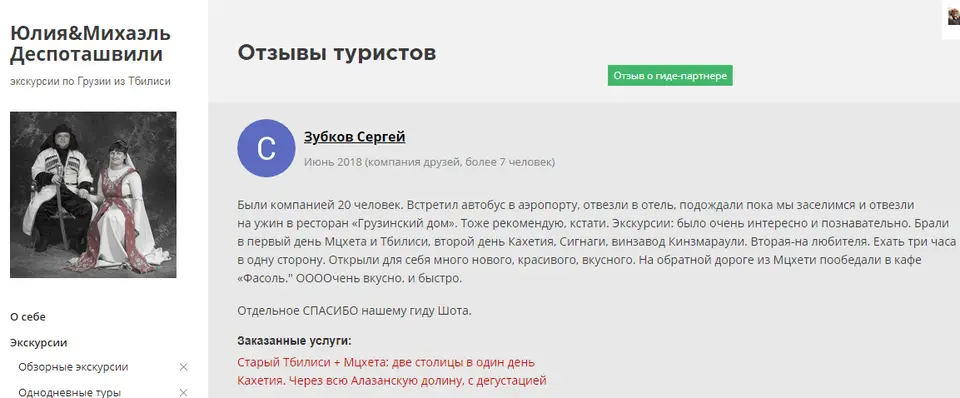 Юлия&Михаэль
Деспоташвили
экскурсии по Грузии из Тбилиси
О себе
Экскурсии
Обзорные экскурсии
Однодневные туры
Отзывы туристов
Отзыв о гиде-партнере
С
Зубков Сергей
Июнь 2018 (компания друзей, более 7 человек)
Были компанией 20 человек. Встретил автобус в аэропорту, отвезли в отель, подождали пока мы заселимся и отвезли
на ужин в ресторан «Грузинский дом». Тоже рекомендую, кстати. Экскурсии: было очень интересно и познавательно. Брали
в первый день Мцхета и Тбилиси, второй день Кахетия, Сигнаги, винзавод Кинзмараули. Вторая-на любителя. Ехать три часа
в одну сторону. Открыли для себя много нового, красивого, вкусного. На обратной дороге из Мцхети пообедали в кафе
«Фасоль." ООООчень вкусно. и быстро.
Отдельное СПАСИБО нашему гиду Шота.
Заказанные услуги:
Старый Тбилиси + Мцхета: две столицы в один день
Кахетия. Через всю Алазанскую долину, с дегустацией